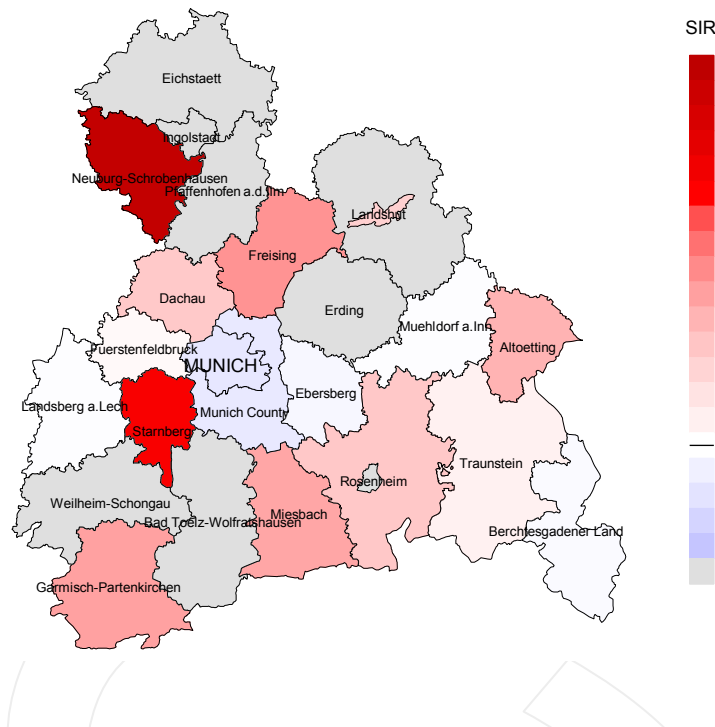 SIR
Eichstaett
Ingolstadt
Neuburg-Schrobenhausen
Pfaffenhofen a.d.Ilm
Landshut
Freising
Dachau
Erding
Muehldorf a.Inn
Altoetting
Fuerstenfeldbruck
MUNICH
Ebersberg
Landsberg a.Lech
Munich County
Starnberg
Traunstein
Rosenheim
Weilheim-Schongau
Miesbach
Bad Toelz-Wolfratshausen
Berchtesgadener Land
Garmisch-Partenkirchen